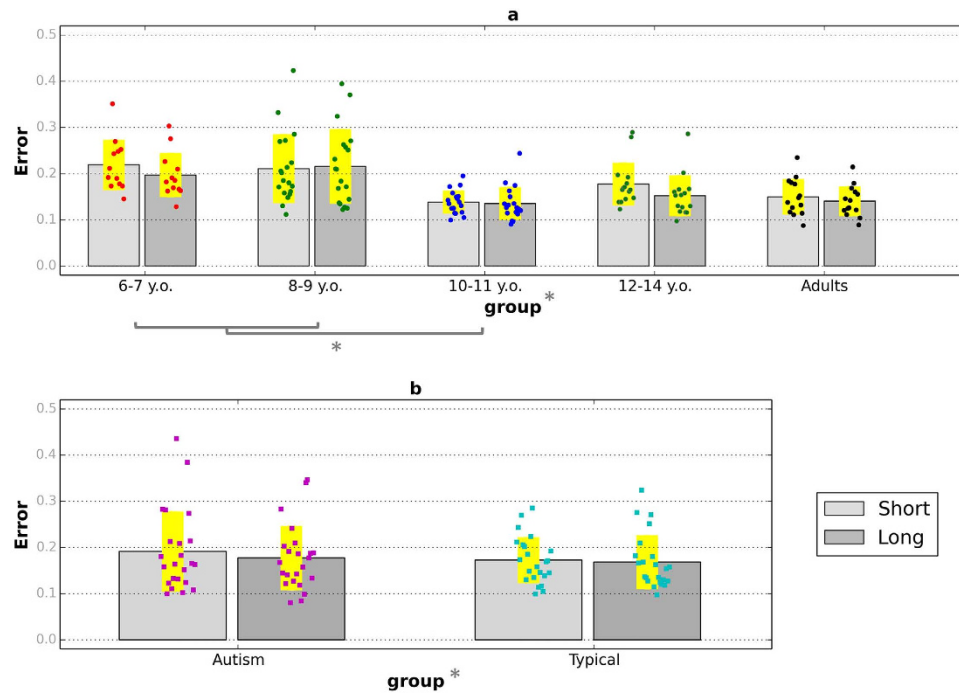 a
0.5
0.4
0.3
0.2
0.1
0.0
Error
6-7 y.o. 8-9 y.o. 10-11 y.o. 12-14 y.o. Adults
group *
*
b
0.5
0.4
0.3
0.2
0.1
0.0
Error
Autism Typical
group *
Short
Long